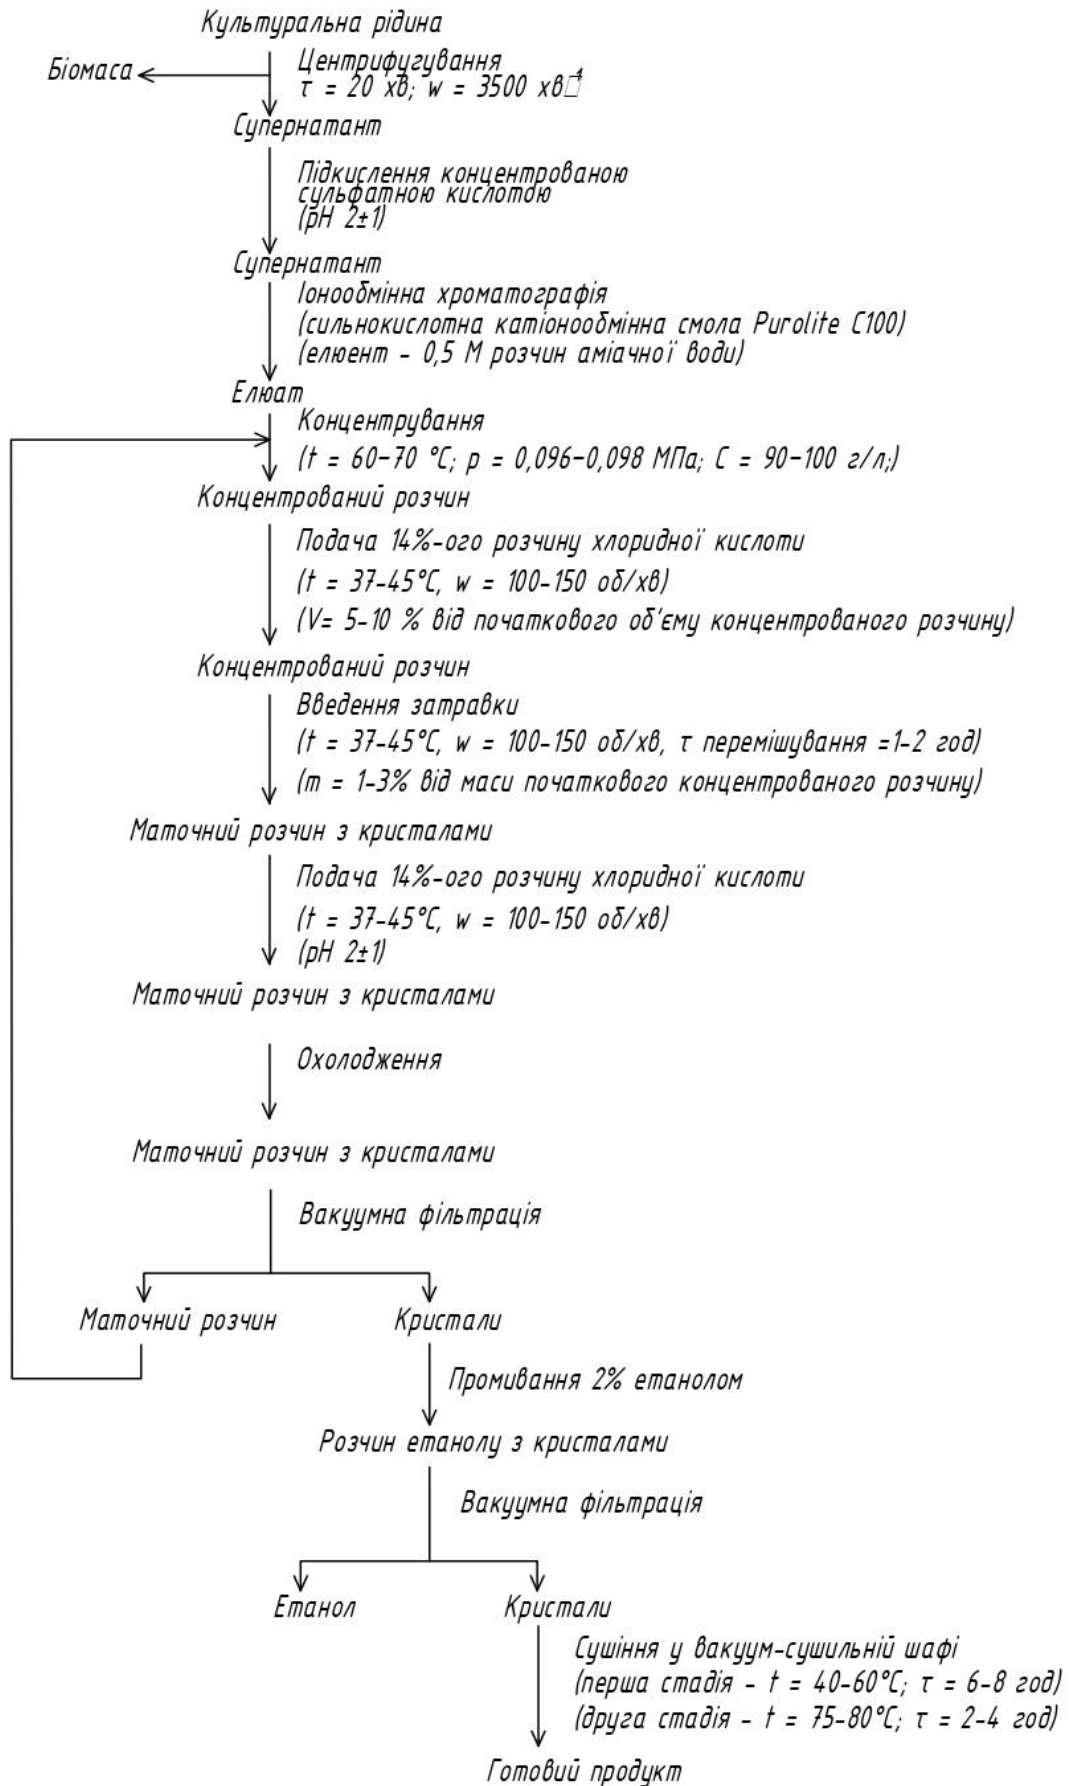 Культуральна рідина
Біомаса
Центрифугування
τ = 20 хв; w = 3500 хв⁻¹
Супернатант
Підкислення концентрованою
сульфатною кислотою
(рН 2±1)
Супернатант
Іонообмінна хроматографія
(сильнокислотна катіонообмінна смола Purolite C100)
(елюент - 0,5 М розчин аміачної води)
Елюат
Концентрування
(t = 60-70 °C; p = 0,096-0,098 МПа; С = 90-100 г/л;)
Концентрований розчин
Подача 14%-ого розчину хлоридної кислоти
(t = 37-45°C, w = 100-150 об/хв)
(V= 5-10 % від початкового об'єму концентрованого розчину)
Концентрований розчин
Введення затравки
(t = 37-45°C, w = 100-150 об/хв, τ перемішування =1-2 год)
(m = 1-3% від маси початкового концентрованого розчину)
Маточний розчин з кристалами
Подача 14%-ого розчину хлоридної кислоти
(t = 37-45°C, w = 100-150 об/хв)
(рН 2±1)
Маточний розчин з кристалами
Охолодження
Маточний розчин з кристалами
Вакуумна фільтрація
Маточний розчин
Кристали
Промивання 2% етанолом
Розчин етанолу з кристалами
Вакуумна фільтрація
Етанол
Кристали
Сушіння у вакуум-сушильній шафі
(перша стадія - t = 40-60°C; τ = 6-8 год)
(друга стадія - t = 75-80°C; τ = 2-4 год)
Готовий продукт